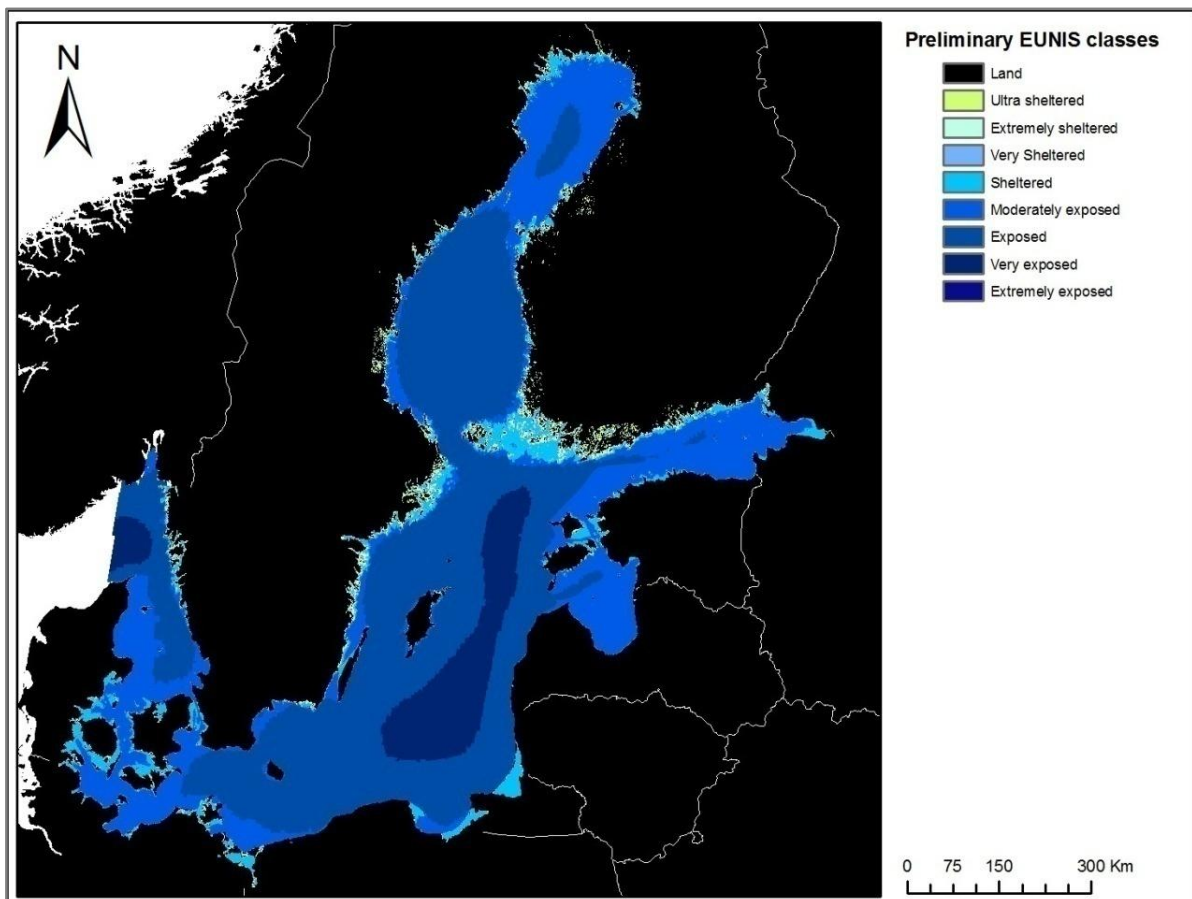 N
Preliminary EUNIS classes
Land
Ultra sheltered
Extremely sheltered
Very Sheltered
Sheltered
Moderately exposed
Exposed
Very exposed
Extremely exposed
0 75 150 300 Km